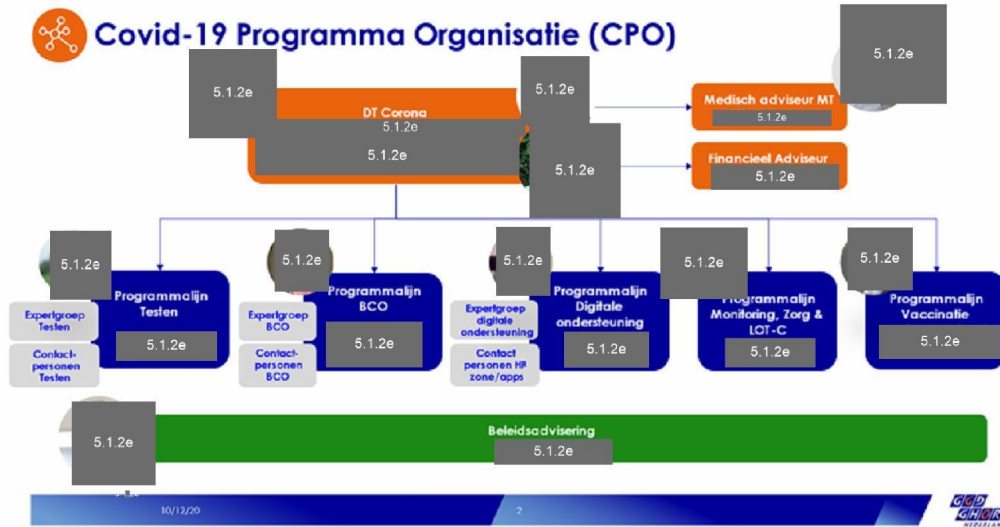 Covid-19 Programma Organisatie (CPO)
5.1.2e
5.1.2e
5.1.2e
DT Corona
5.1.2e
5.1.2e
5.1.2e
Medisch adviseur MT
5.1.2e
Financieel Adviseur
5.1.2e
5.1.2e
5.1.2e
5.1.2e
5.1.2e
5.1.2e
Programmalijn
Testen
5.1.2e
Expertgroep
Testen
Contact-
personen
Testen
Programmalijn
BCO
5.1.2e
Expertgroep
BCO
Contact-
personen
BCO
Programmalijn
Digitale
ondersteuning
5.1.2e
Expertgroep
digitale
ondersteuning
Contact
personen HP
zone/apps
Programmalijn
Monitoring, Zorg &
LOT-C
5.1.2e
Programmalijn
Vaccinatie
5.1.2e
5.1.2e
Beleidsadvisering
5.1.2e
10/12/20
2
GGD
GHOR
NEDERLAND